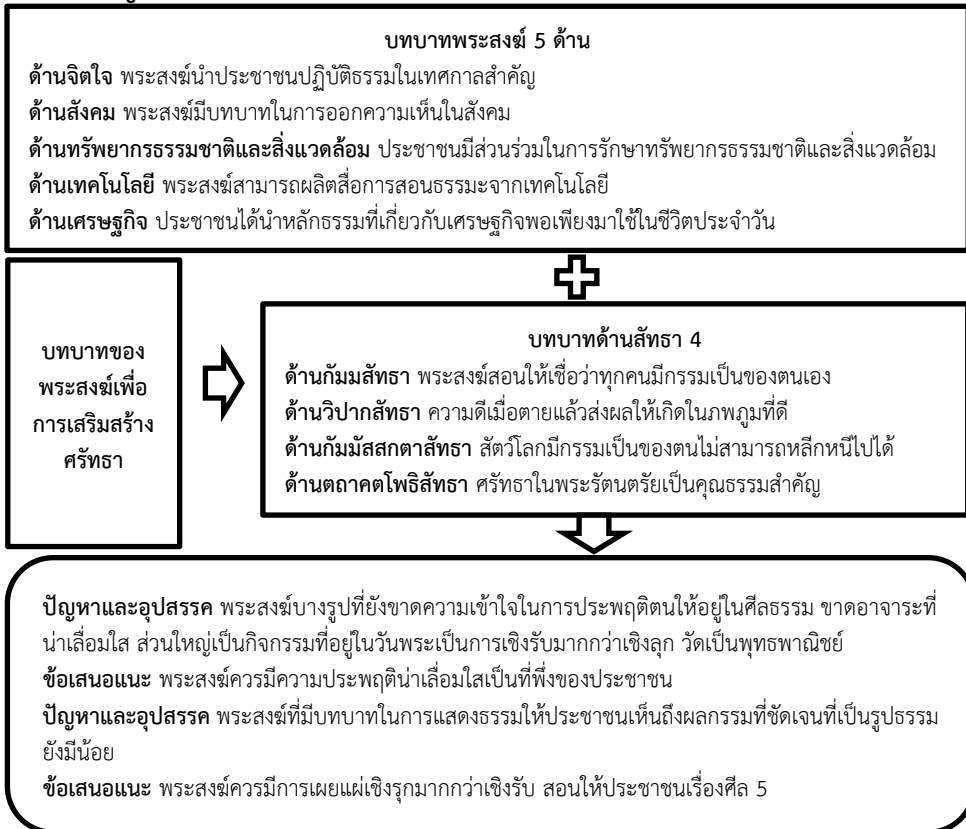 บทบาทพระสงฆ์ 5 ด้าน
ด้านจิตใจ พระสงฆ์นำประชาชนปฏิบัติธรรมในเทศกาลสำคัญ
ด้านสังคม พระสงฆ์มีบทบาทในการออกความเห็นในสังคม
ด้านทรัพยากรธรรมชาติและสิ่งแวดล้อม ประชาชนมีส่วนร่วมในการรักษาทรัพยากรธรรมชาติและสิ่งแวดล้อม
ด้านเทคโนโลยี พระสงฆ์สามารถผลิตสื่อการสอนธรรมะจากเทคโนโลยี
ด้านเศรษฐกิจ ประชาชนได้นำหลักธรรมที่เกี่ยวกับเศรษฐกิจพอเพียงมาใช้ในชีวิตประจำวัน
บทบาทของ
พระสงฆ์เพื่อ
การเสริมสร้าง
ศรัทธา
บทบาทด้านสัทธา 4
ด้านกัมมสัทธา พระสงฆ์สอนให้เชื่อว่าทุกคนมีกรรมเป็นของตนเอง
ด้านวิปากสัทธา ความดีเมื่อตายแล้วส่งผลให้เกิดในภพภูมิที่ดี
ด้านกัมมัสสกตาสัทธา สัตว์โลกมีกรรมเป็นของตนไม่สามารถหลีกหนีไปได้
ด้านตถาคตโพธิสัทธา ศรัทธาในพระรัตนตรัยเป็นคุณธรรมสำคัญ
ปัญหาและอุปสรรค พระสงฆ์บางรูปที่ยังขาดความเข้าใจในการประพฤติตนให้อยู่ในศีลธรรม ขาดอาจาระที่
น่าเลื่อมใส ส่วนใหญ่เป็นกิจกรรมที่อยู่ในวันพระเป็นการเชิงรับมากกว่าเชิงลุก วัดเป็นพุทธพาณิชย์
ข้อเสนอแนะ พระสงฆ์ควรมีความประพฤติน่าเลื่อมใสเป็นที่พึ่งของประชาชน
ปัญหาและอุปสรรค พระสงฆ์ที่มีบทบาทในการแสดงธรรมให้ประชาชนเห็นถึงผลกรรมที่ชัดเจนที่เป็นรูปธรรม
ยังมีน้อย
ข้อเสนอแนะ พระสงฆ์ควรมีการเผยแผ่เชิงรุกมากกว่าเชิงรับ สอนให้ประชาชนเรื่องศีล 5